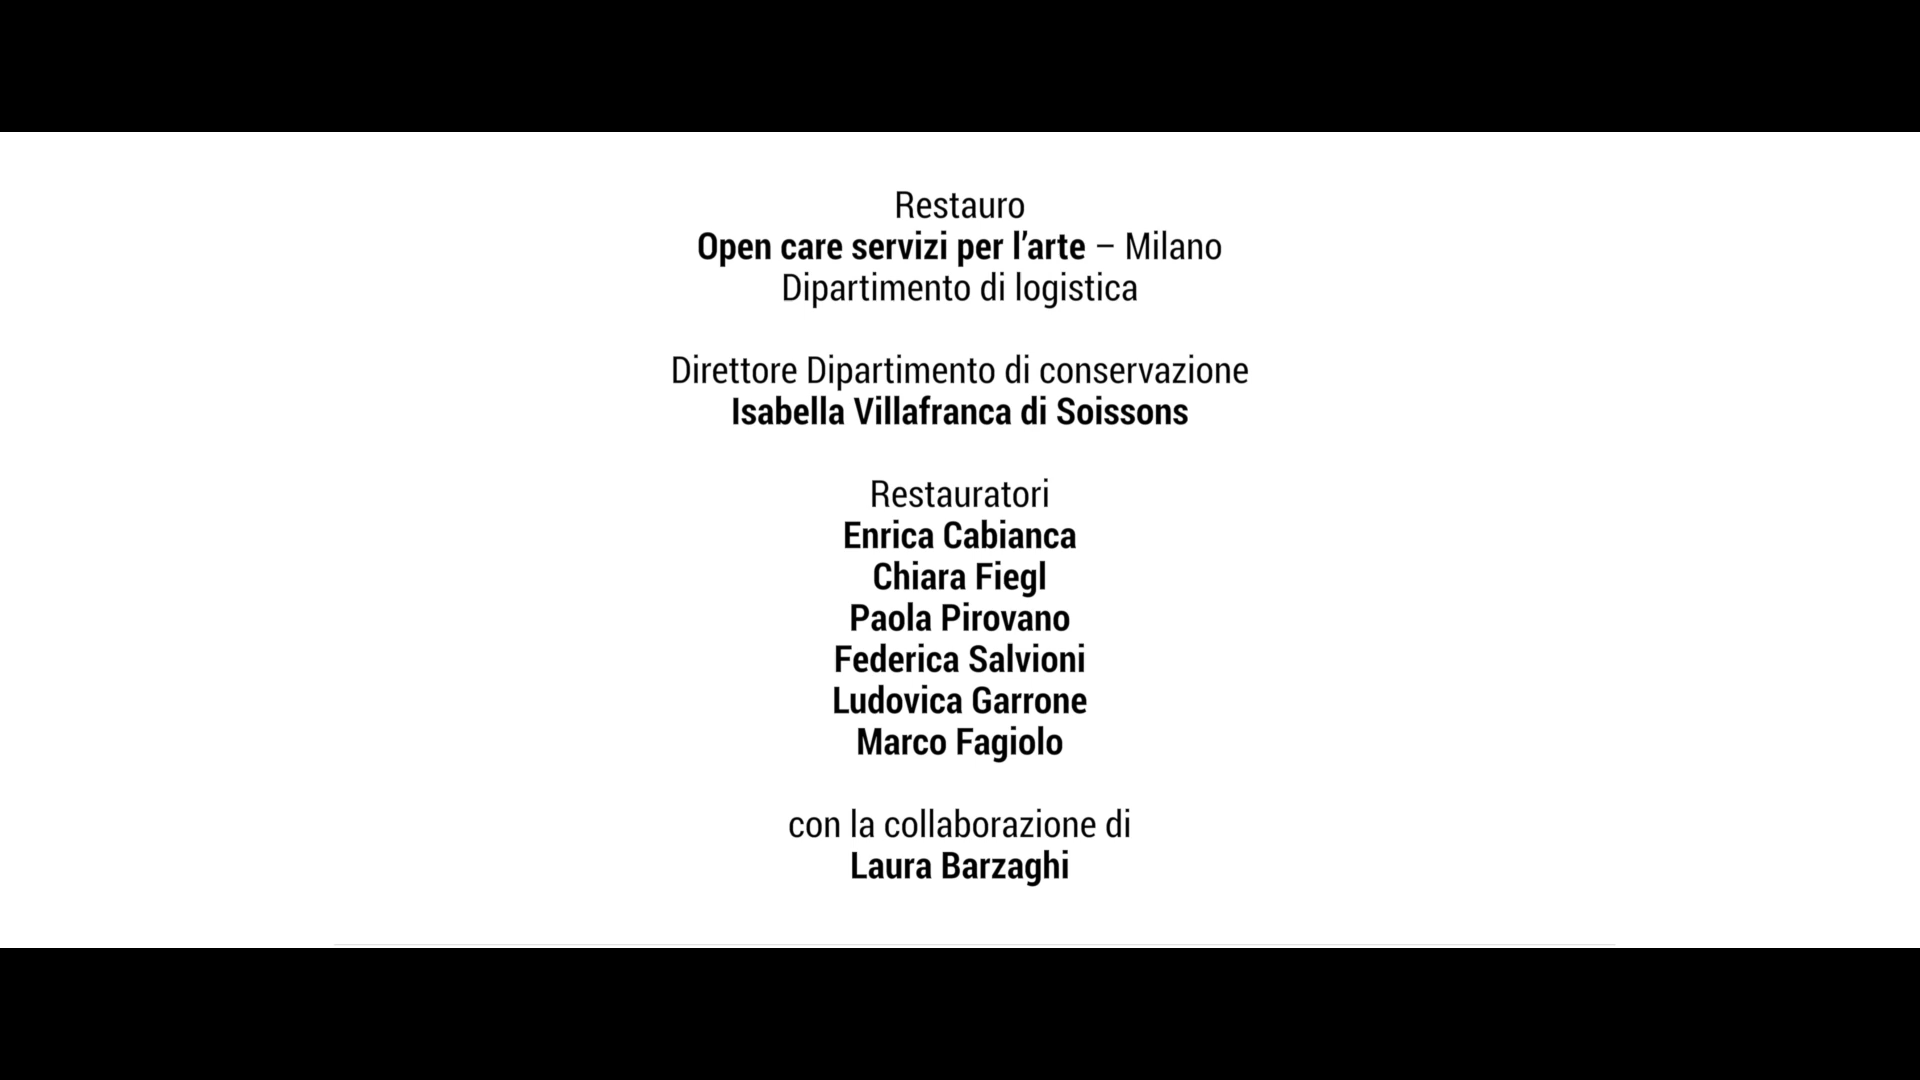 Restauro
Open care servizi per l’arte – Milano
Dipartimento di logistica
Direttore Dipartimento di conservazione
Isabella Villafranca di Soissons
Restauratori
Enrica Cabianca
Chiara Fiegl
Paola Pirovano
Federica Salvioni
Ludovica Garrone
Marco Fagiolo
con la collaborazione di
Laura Barzaghi